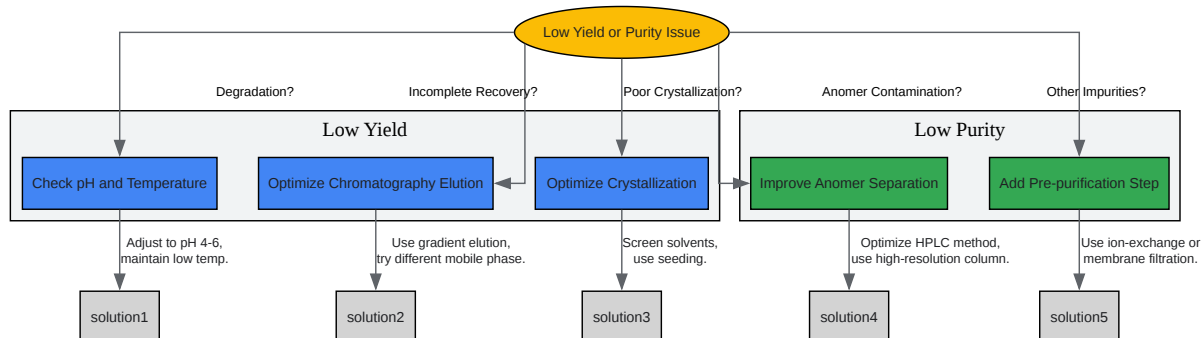 Low Yield or Purity Issue
Degradation?
Incomplete Recovery?
Poor Crystallization?
Anomer Contamination?
Other Impurities?
Low Yield
Low Purity
Check pH and Temperature
Optimize Chromatography Elution
Optimize Crystallization
Improve Anomer Separation
Add Pre-purification Step
Adjust to pH 4-6,
maintain low temp.
Use gradient elution,
try different mobile phase.
Screen solvents,
use seeding.
Optimize HPLC method,
use high-resolution column.
Use ion-exchange or
membrane filtration.
solution1
solution2
solution3
solution4
solution5